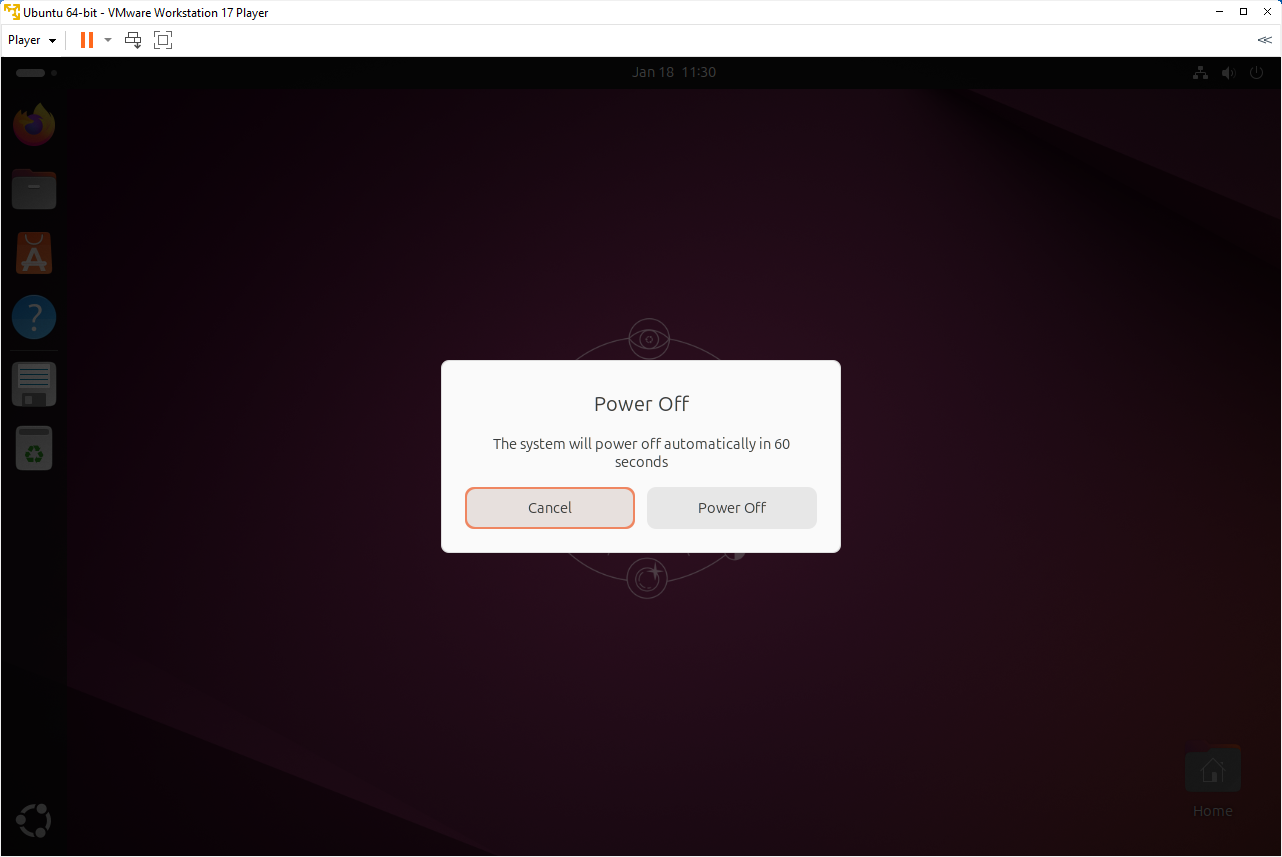 Ubuntu 64-bit - VMware Workstation 17 Player
Player
Jan 18 11:30
Power Off
The system will power off automatically in 60
seconds
Cancel
Power Off
Home